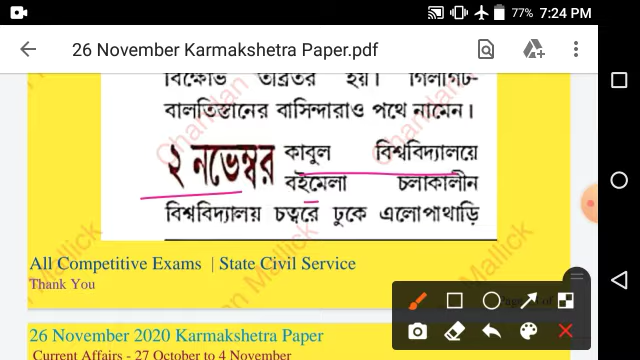 77% 7:24 PM
26 November Karmakshetra Paper.pdf
বিক্ষোভ তীব্রতর হয়। গিলগিট-
বালতিস্তানের বাসিন্দারাও পথে নামেন।
২ নভেম্বর কাবুল বিশ্ববিদ্যালয়ে
বইমেলা চলাকালীন
বিশ্ববিদ্যালয় চত্বরে ঢুকে এলোপাথাড়ি
All Competitive Exams | State Civil Service
Thank You
26 November 2020 Karmakshetra Paper
Current Affairs - 27 October to 4 November